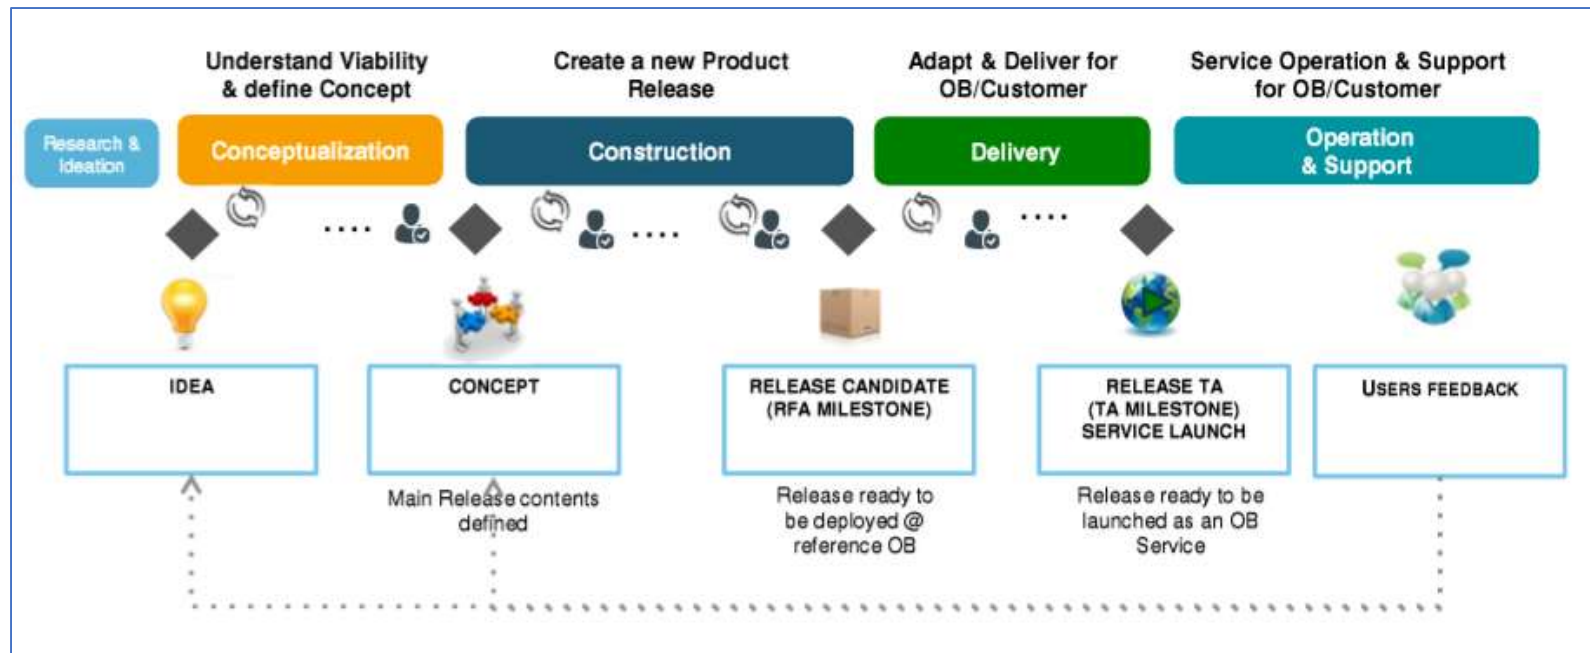 Understand Viability
& define Concept
Create a new Product
Release
Adapt & Deliver for
OB/Customer
Service Operation & Support
for OB/Customer
Research &
Ideation
Conceptualization
Construction
Delivery
Operation
& Support
IDEA
CONCEPT
RELEASE CANDIDATE
(RFA MILESTONE)
RELEASE TA
(TA MILESTONE)
SERVICE LAUNCH
USERS FEEDBACK
Main Release contents
defined
Release ready to
be deployed @
reference OB
Release ready to be
launched as an OB
Service